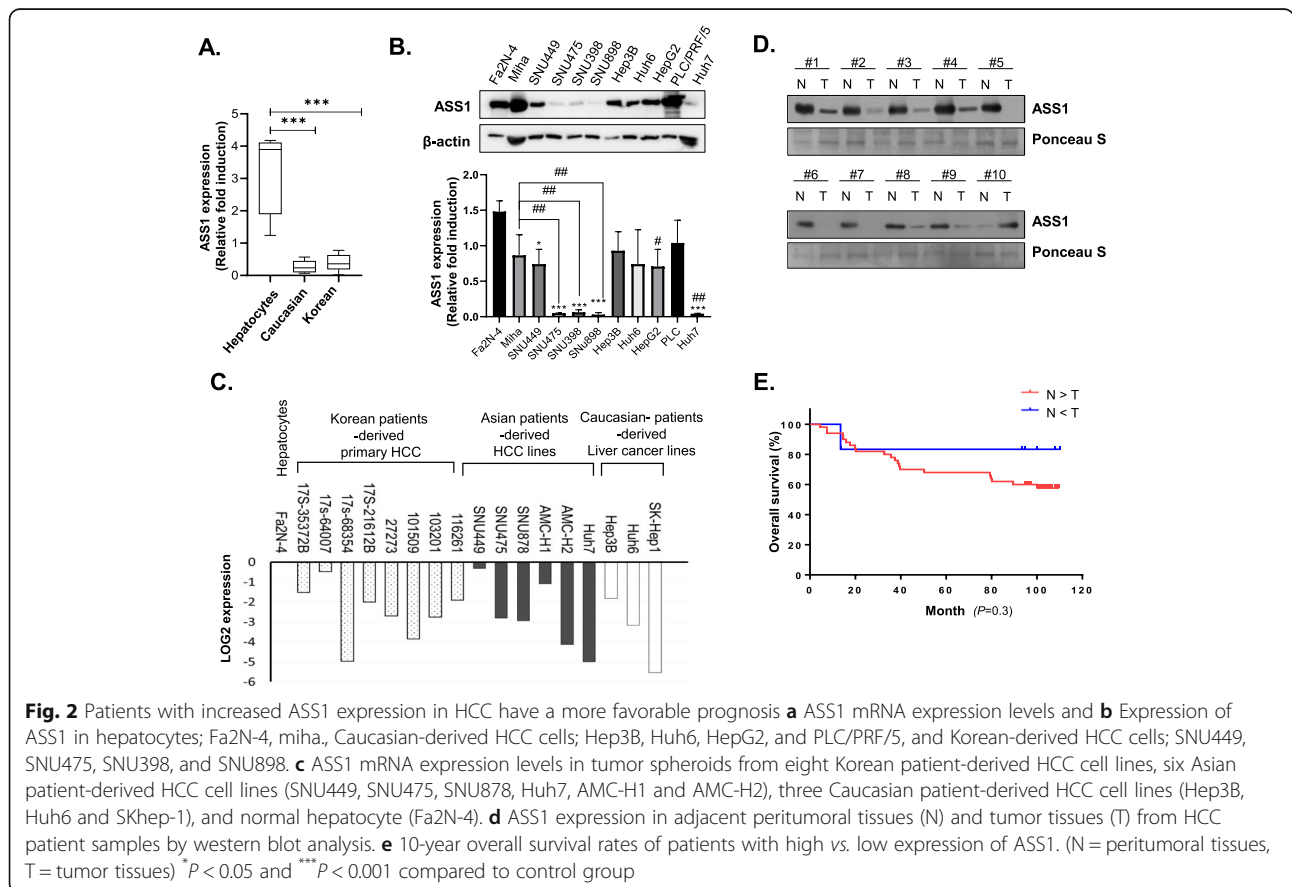 A.
***
***
5
4
3
2
1
0
ASS1 expression
(Relative fold induction)
Hepatocytes
Caucasian
Korean
B.
Fa2N-4
Miha
SNU449
SNU475
SNU398
SNU898
Hep3B
Huh6
HepG2
PLC/PRF/5
Huh7
ASS1
β-actin
2.0
1.5
1.0
0.5
0.0
ASS1 expression
(Relative fold induction)
##
##
##
*
***
***
***
#
##
***
Fa2N-4
Miha
SNU449
SNU475
SNU398
SNu898
Hep3B
Huh6
HepG2
PLC
Huh7
C.
Hepatocytes
Korean patients
-derived
primary HCC
Asian patients
-derived
HCC lines
Caucasian- patients
-derived
Liver cancer lines
Fa2N-4
17S-35372B
17s-64007
17s-68354
17S-21612B
27273
101509
103201
116261
SNU449
SNU475
SNU878
AMC-H1
AMC-H2
Huh7
Hep3B
Huh6
SK-Hep1
LOG2 expression
0
-1
-2
-3
-4
-5
-6
D.
#1 #2 #3 #4 #5
N T N T N T N T N T
ASS1
Ponceau S
#6 #7 #8 #9 #10
N T N T N T N T N T
ASS1
Ponceau S
E.
N > T
N < T
Overall survival (%)
100
80
60
40
20
0
0 20 40 60 80 100 120
Month (P=0.3)
Fig. 2 Patients with increased ASS1 expression in HCC have a more favorable prognosis a ASS1 mRNA expression levels and b Expression of
ASS1 in hepatocytes; Fa2N-4, miha., Caucasian-derived HCC cells; Hep3B, Huh6, HepG2, and PLC/PRF/5, and Korean-derived HCC cells; SNU449,
SNU475, SNU398, and SNU898. c ASS1 mRNA expression levels in tumor spheroids from eight Korean patient-derived HCC cell lines, six Asian
patient-derived HCC cell lines (SNU449, SNU475, SNU878, Huh7, AMC-H1 and AMC-H2), three Caucasian patient-derived HCC cell lines (Hep3B,
Huh6 and SKhep-1), and normal hepatocyte (Fa2N-4). d ASS1 expression in adjacent peritumoral tissues (N) and tumor tissues (T) from HCC
patient samples by western blot analysis. e 10-year overall survival rates of patients with high vs. low expression of ASS1. (N = peritumoral tissues,
T = tumor tissues) *P < 0.05 and ***P < 0.001 compared to control group